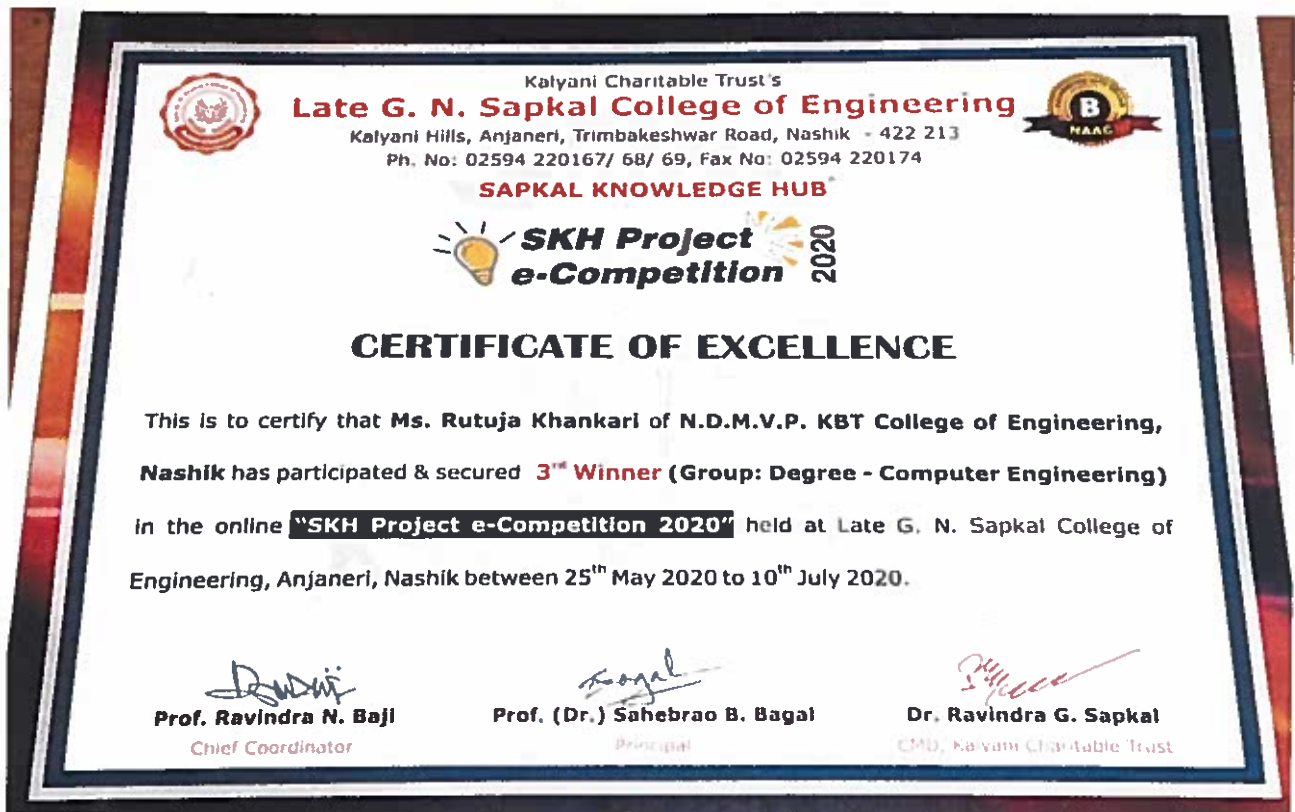 Kalyani Charitable Trust's
Late G. N. Sapkal College of Engineering
Kalyani Hills, Anjaneri, Trimbakeshwar Road, Nashik - 422 213
Ph. No: 02594 220167/ 68/ 69, Fax No: 02594 220174
SAPKAL KNOWLEDGE HUB
B
NAAC
SKH Project
e-Competition
2020
CERTIFICATE OF EXCELLENCE
This is to certify that Ms. Rutuja Khankari of N.D.M.V.P. KBT College of Engineering,
Nashik has participated & secured 3rd Winner (Group: Degree - Computer Engineering)
in the online "SKH Project e-Competition 2020" held at Late G. N. Sapkal College of
Engineering, Anjaneri, Nashik between 25th May 2020 to 10th July 2020.
Prof. Ravindra N. Baji
Chief Coordinator
Prof. (Dr.) Sahebrao B. Bagal
Principal
Dr. Ravindra G. Sapkal
CMD, Kalyani Charitable Trust